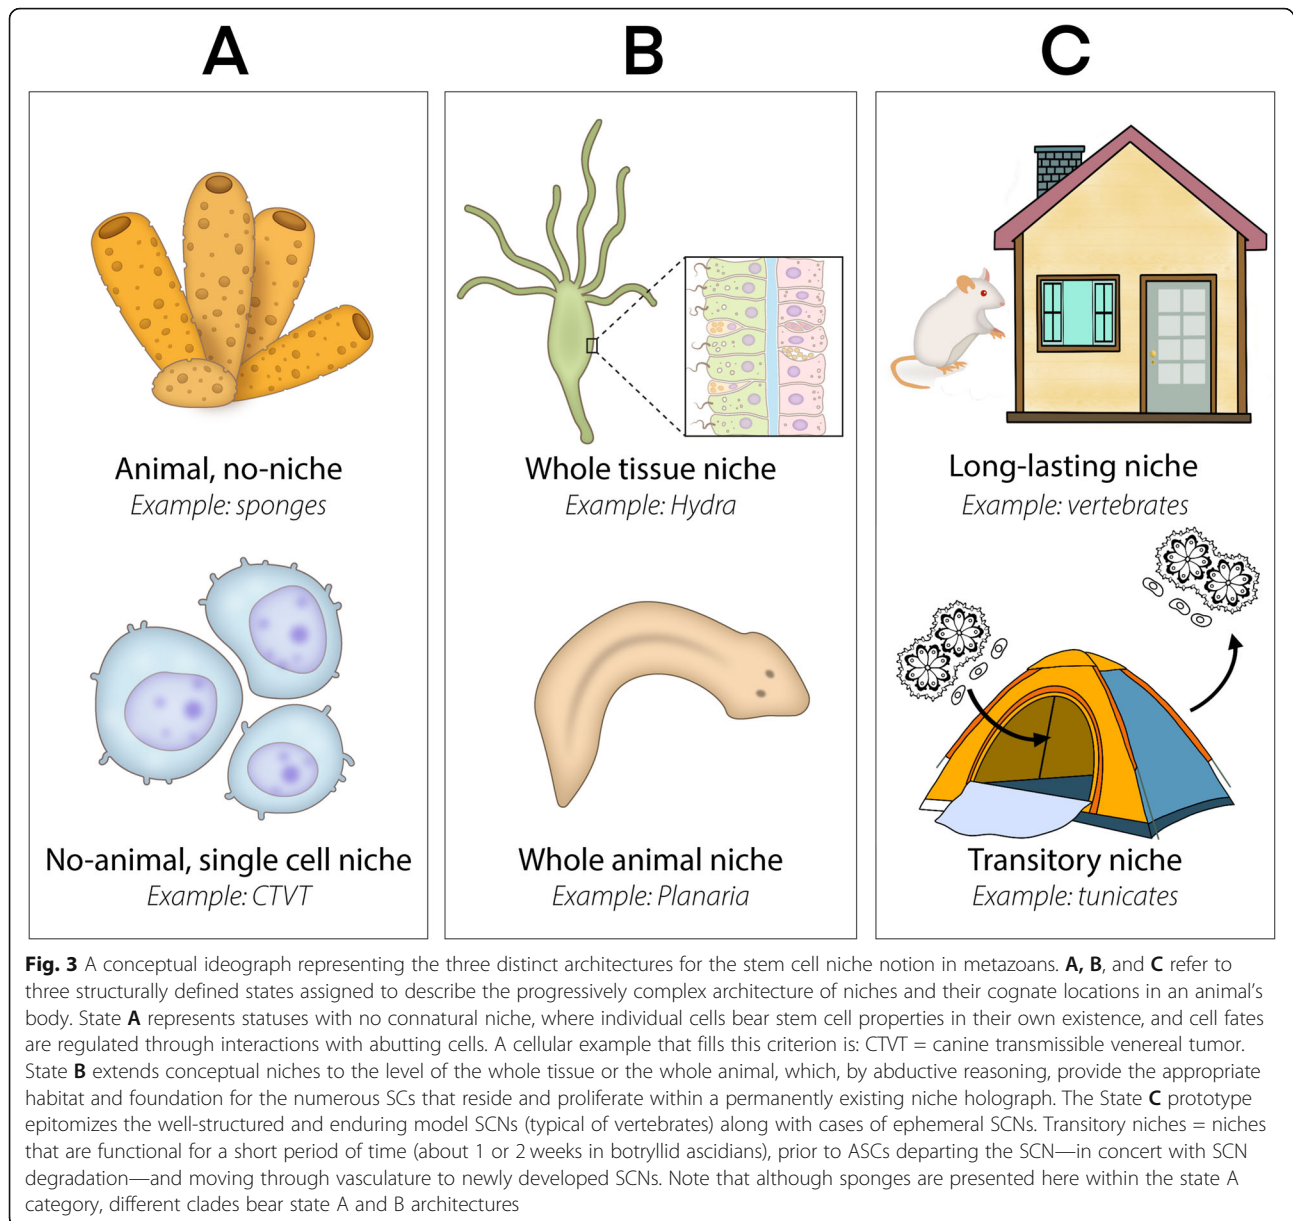 A
B
C
Animal, no-niche
Example: sponges
Whole tissue niche
Example: Hydra
Long-lasting niche
Example: vertebrates
No-animal, single cell niche
Example: CTVT
Whole animal niche
Example: Planaria
Transitory niche
Example: tunicates
Fig. 3 A conceptual ideograph representing the three distinct architectures for the stem cell niche notion in metazoans. A, B, and C refer to
three structurally defined states assigned to describe the progressively complex architecture of niches and their cognate locations in an animal's
body. State A represents statuses with no connatural niche, where individual cells bear stem cell properties in their own existence, and cell fates
are regulated through interactions with abutting cells. A cellular example that fills this criterion is: CTVT = canine transmissible venereal tumor.
State B extends conceptual niches to the level of the whole tissue or the whole animal, which, by abductive reasoning, provide the appropriate
habitat and foundation for the numerous SCs that reside and proliferate within a permanently existing niche holograph. The State C prototype
epitomizes the well-structured and enduring model SCNs (typical of vertebrates) along with cases of ephemeral SCNs. Transitory niches = niches
that are functional for a short period of time (about 1 or 2 weeks in botryllid ascidians), prior to ASCs departing the SCN—in concert with SCN
degradation—and moving through vasculature to newly developed SCNs. Note that although sponges are presented here within the state A
category, different clades bear state A and B architectures